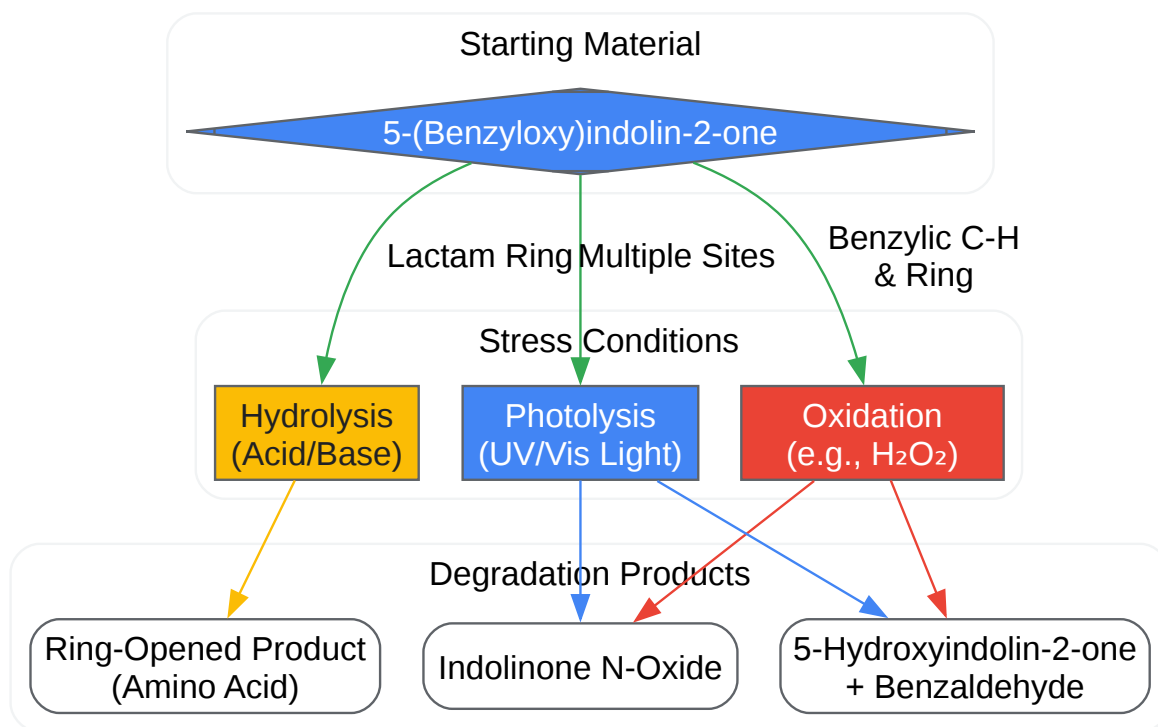 Starting Material
5-(Benzyloxy)indolin-2-one
Lactam Ring
Multiple Sites
Benzylic C-H
& Ring
Stress Conditions
Hydrolysis
(Acid/Base)
Photolysis
(UV/Vis Light)
Oxidation
(e.g., H₂O₂)
Degradation Products
Ring-Opened Product
(Amino Acid)
Indolinone N-Oxide
5-Hydroxyindolin-2-one
+ Benzaldehyde